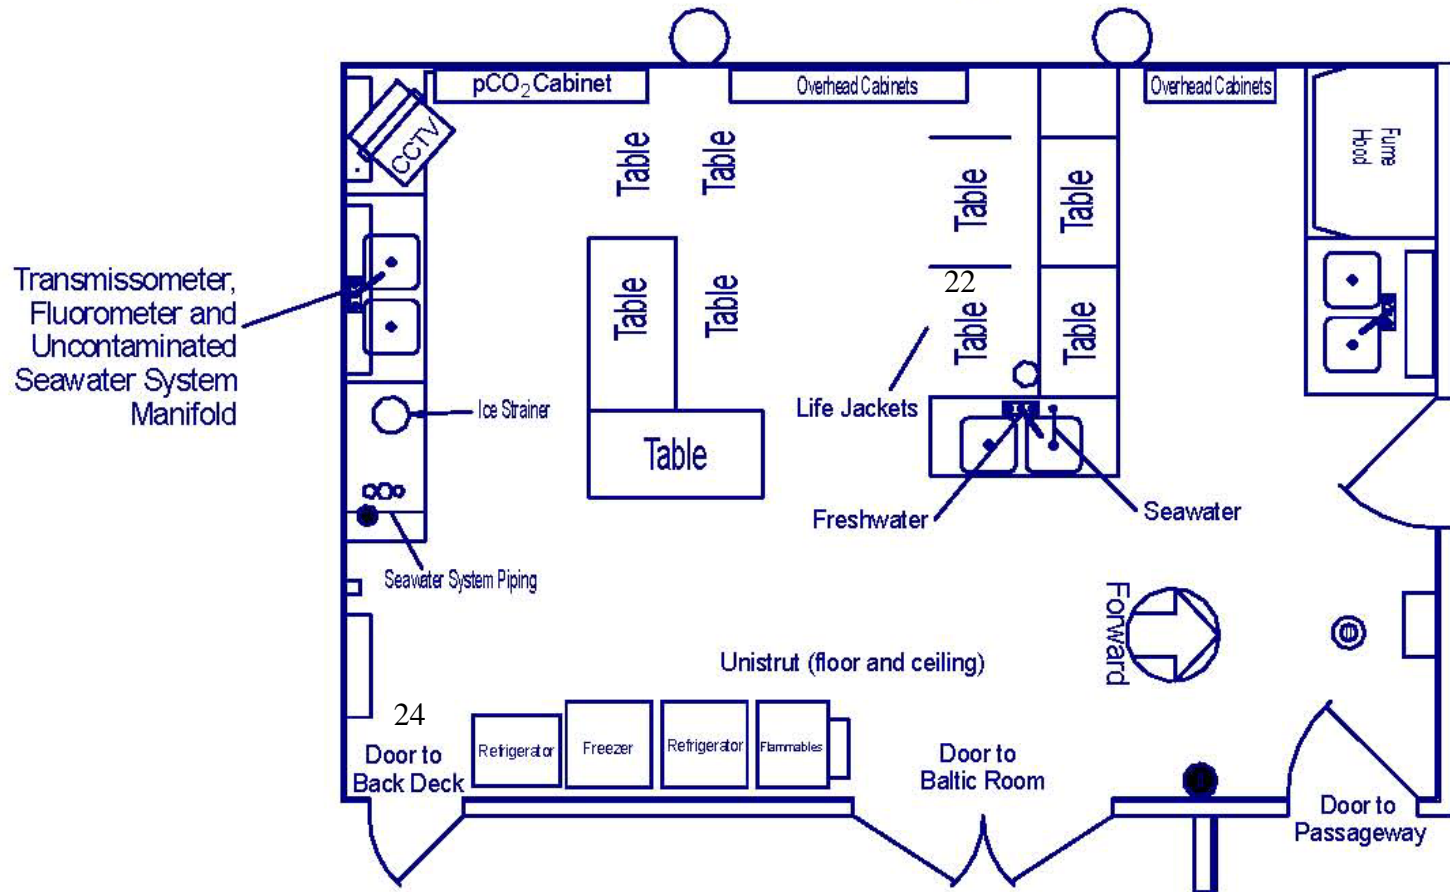 pCO2 Cabinet
Overhead Cabinets
Overhead Cabinets
CCTV
Fume
Hood
Table
Table
Table
Table
Transmissometer,
Fluorometer and
Uncontaminated
Seawater System
Manifold
22
Table
Table
Table
Table
Life Jackets
Ice Strainer
Table
Freshwater
Seawater
Seawater System Piping
Forward
Unistrut (floor and ceiling)
24
Door to
Back Deck
Refrigerator
Freezer
Refrigerator
Flammables
Door to
Baltic Room
Door to
Passageway